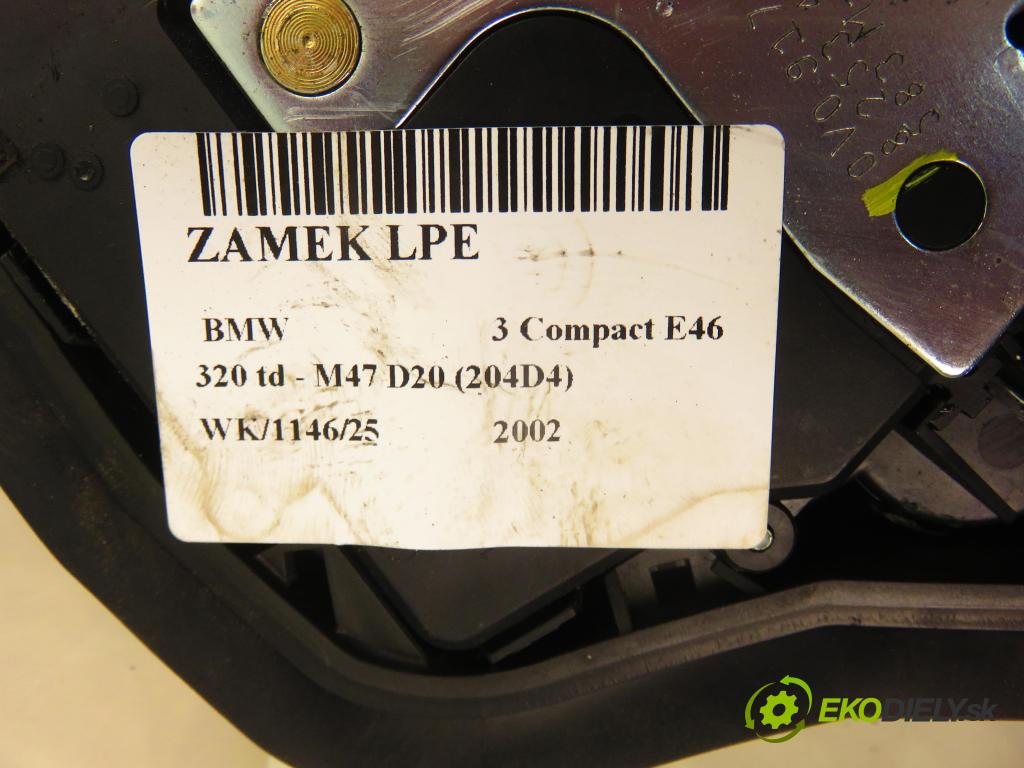 ZAMEK LPE
BMW 3 Compact E46
320 td - M47 D20 (204D4)
WK/1146/25 2002
EKODIELY.sk